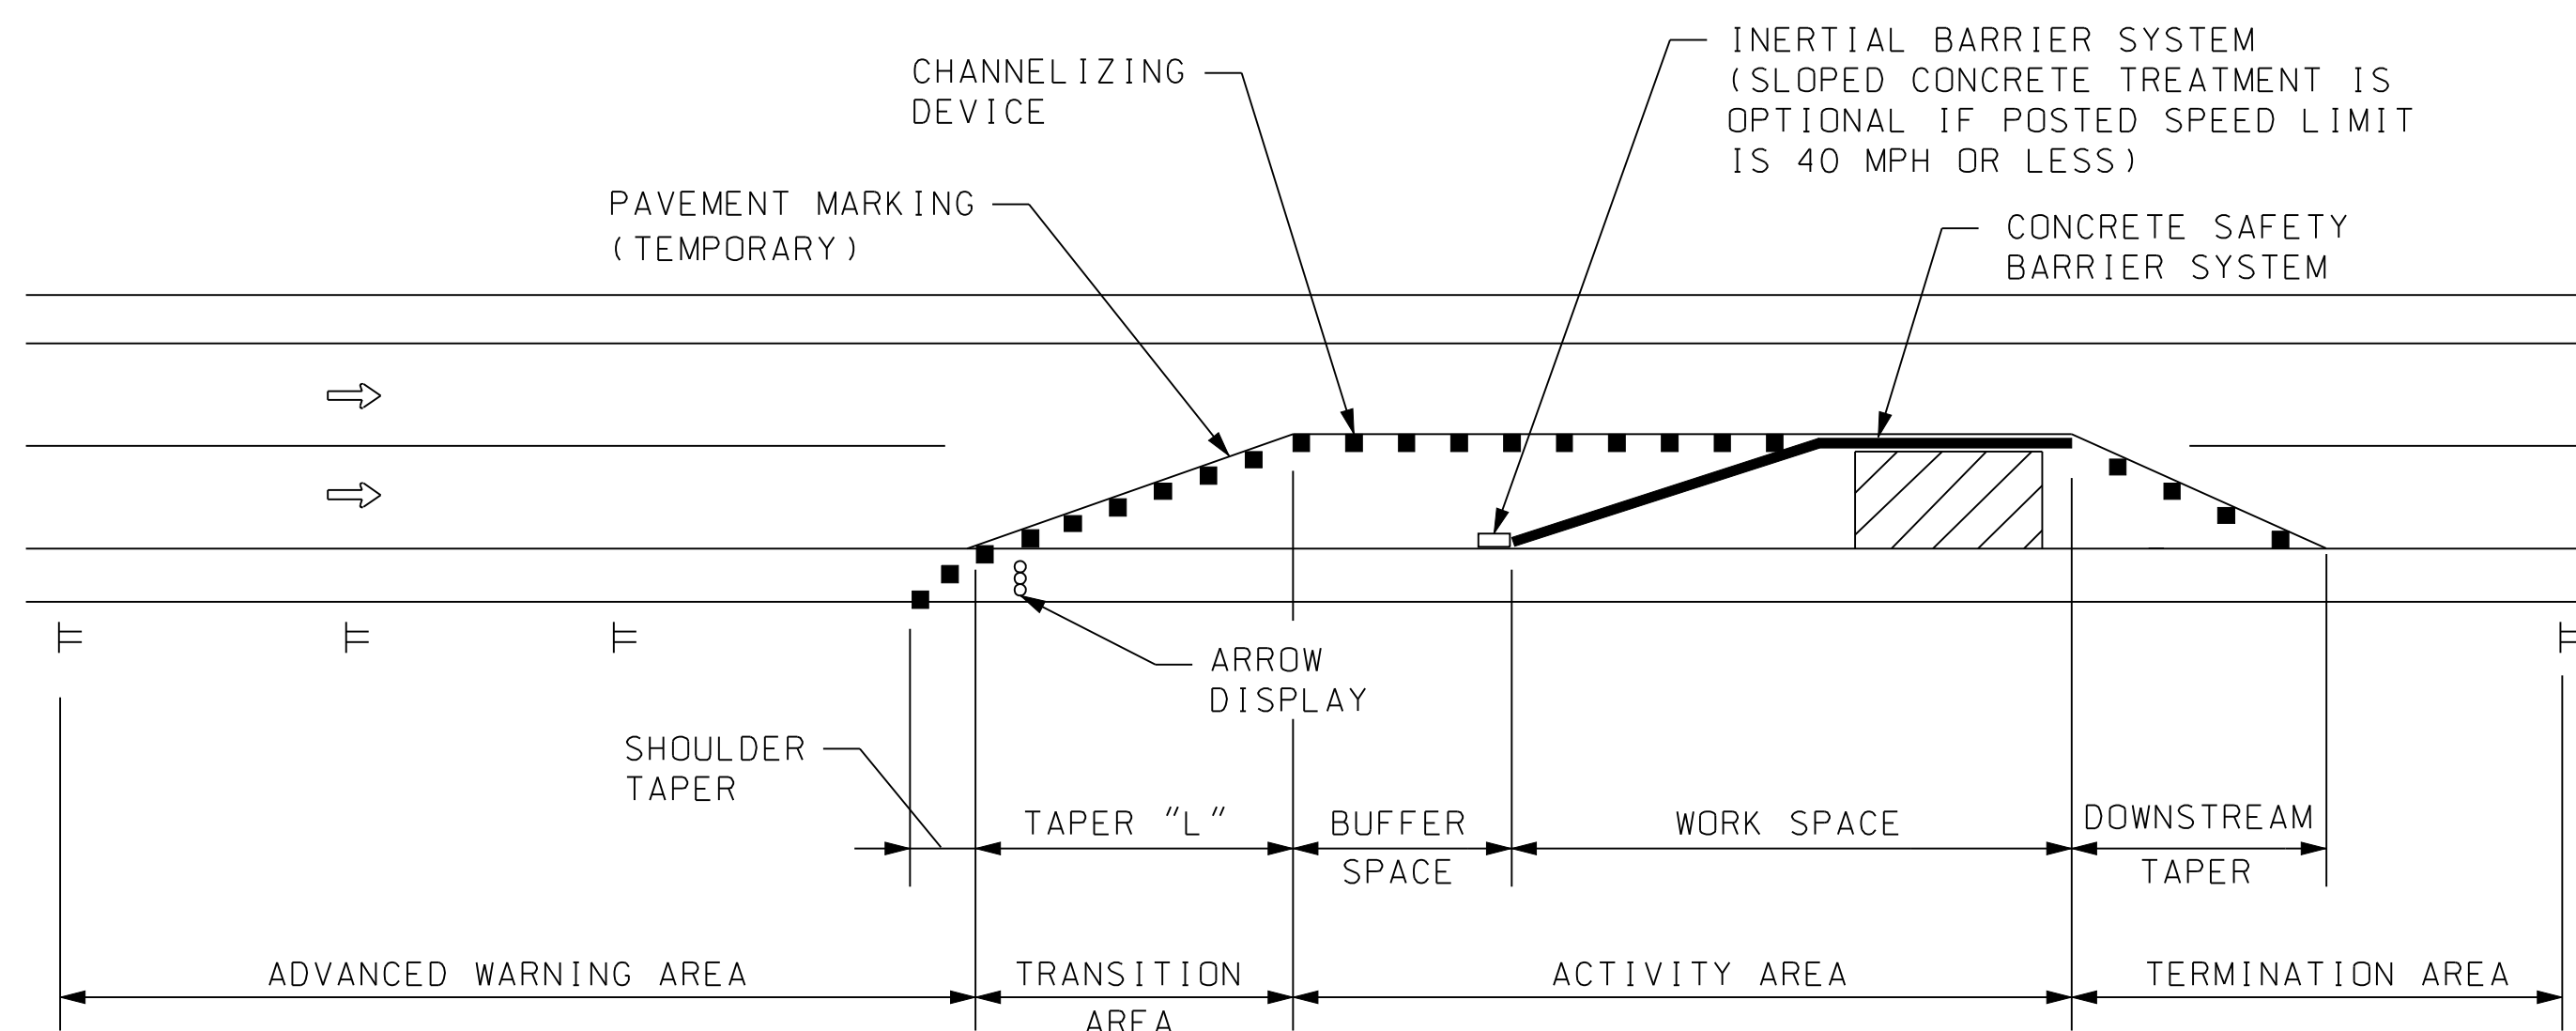 INERTIAL BARRIER SYSTEM
(SLOPED CONCRETE TREATMENT IS
OPTIONAL IF POSTED SPEED LIMIT
IS 40 MPH OR LESS)
CHANNELIZING
DEVICE
PAVEMENT MARKING
(TEMPORARY)
CONCRETE SAFETY
BARRIER SYSTEM
ARROW
DISPLAY
SHOULDER
TAPER
TAPER "L"
BUFFER
SPACE
WORK SPACE
DOWNSTREAM
TAPER
ADVANCED WARNING AREA
TRANSITION
AREA
ACTIVITY AREA
TERMINATION AREA